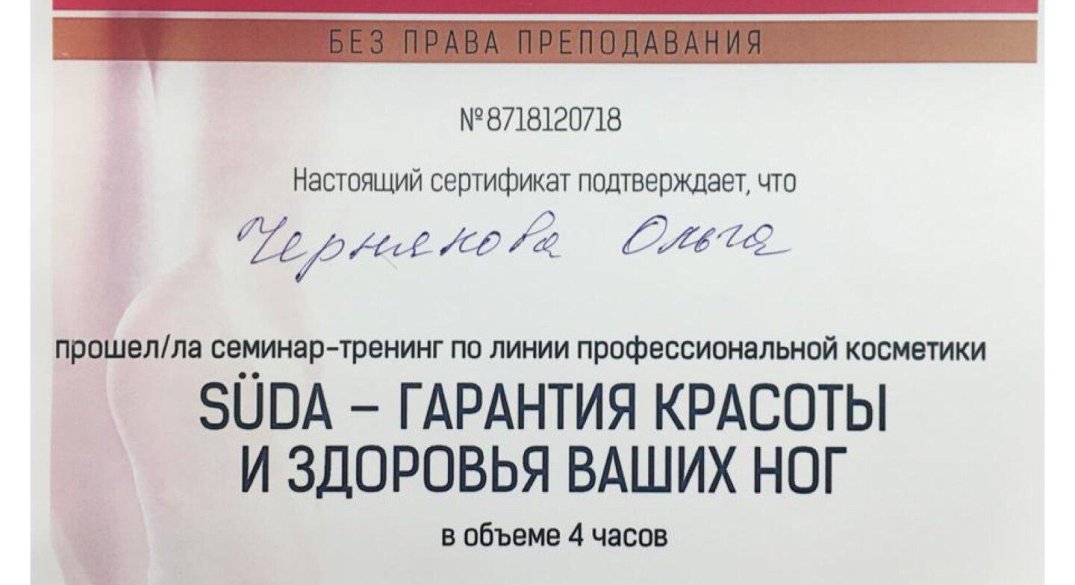 БЕЗ ПРАВА ПРЕПОДАВАНИЯ
№8718120718
Настоящий сертификат подтверждает, что
Чернякова Ольга
прошел/ла семинар-тренинг по линии профессиональной косметики
SÜDA – ГАРАНТИЯ КРАСОТЫ
И ЗДОРОВЬЯ ВАШИХ НОГ
в объеме 4 часов